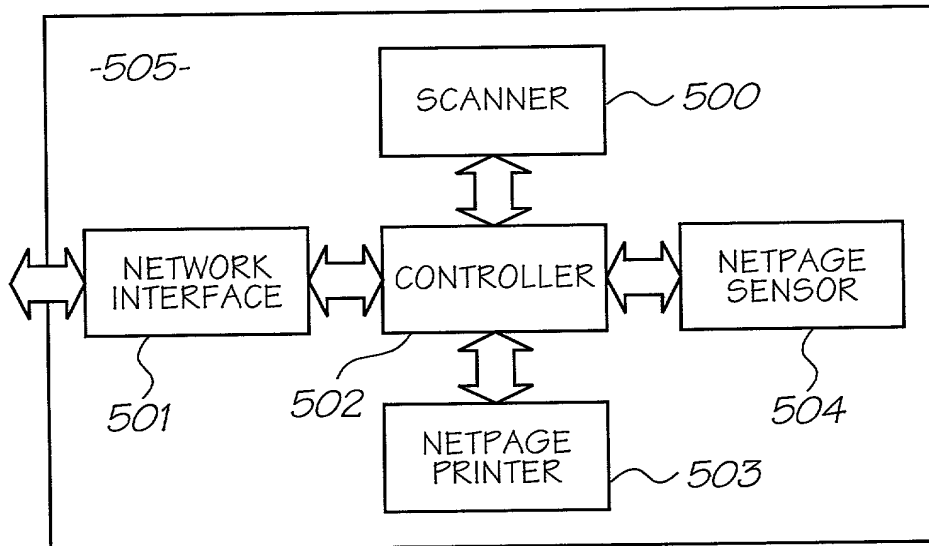 -505-
SCANNER
500
NETWORK
INTERFACE
501
CONTROLLER
502
NETPAGE
SENSOR
504
NETPAGE
PRINTER
503